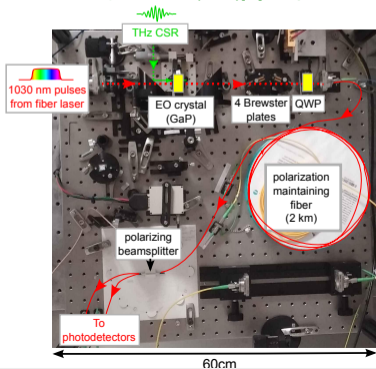 THz CSR
1030 nm pulses
from fiber laser
EO crystal
(GaP)
4 Brewster
plates
QWP
polarization
maintaining
fiber
(2 km)
polarizing
beamsplitter
To
photodetectors
60cm